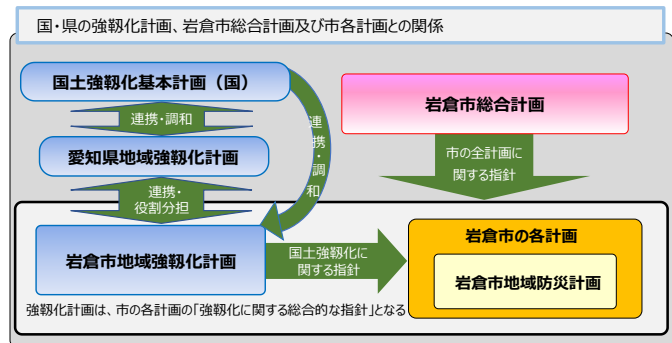 国・県の強靱化計画、岩倉市総合計画及び市各計画との関係
国土強靱化基本計画（国）
連携・調和
愛知県地域強靱化計画
連携・
役割分担
連携・調和
岩倉市地域強靱化計画
岩倉市総合計画
市の全計画に
関する指針
国土強靱化に
関する指針
岩倉市の各計画
岩倉市地域防災計画
強靱化計画は、市の各計画の「強靱化に関する総合的な指針」となる